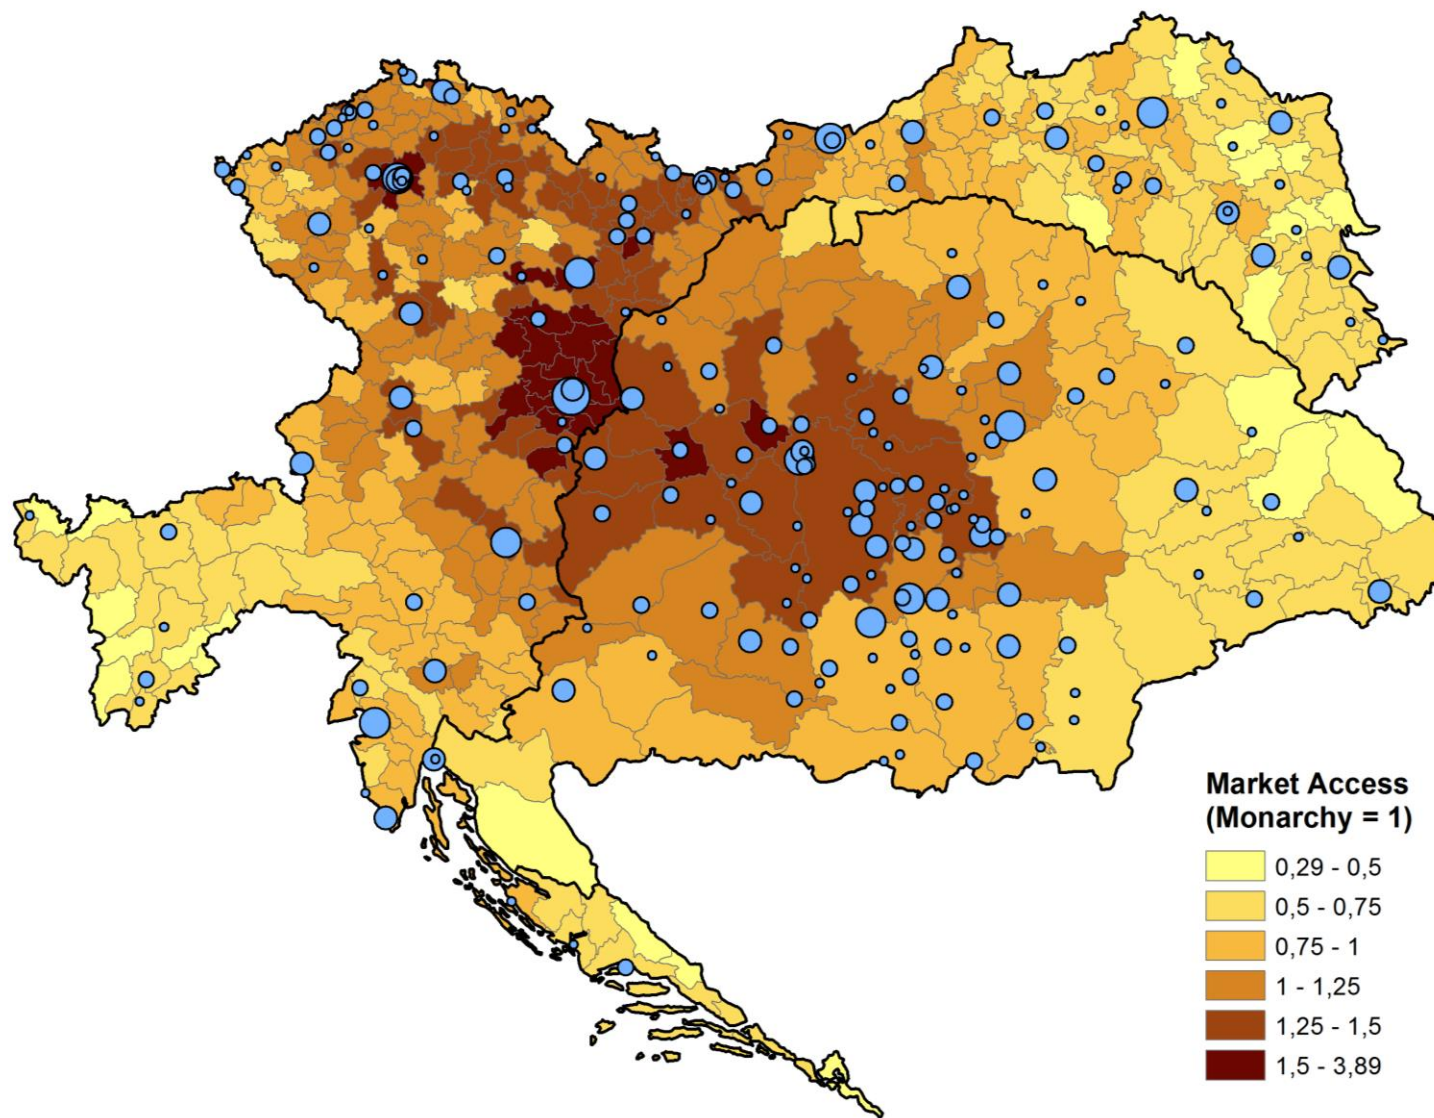 Market Access
(Monarchy = 1)
0,29 - 0,5
0,5 - 0,75
0,75 - 1
1 - 1,25
1,25 - 1,5
1,5 - 3,89